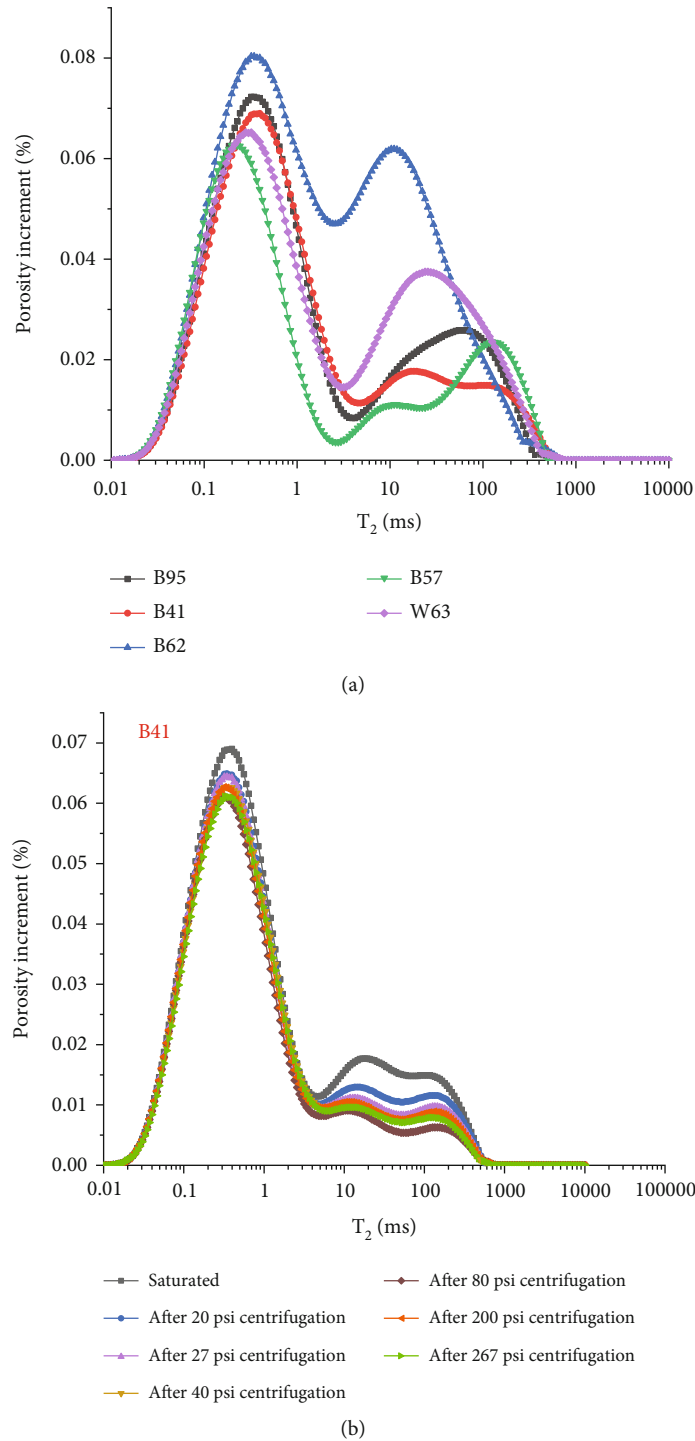 0.08
0.06
0.04
0.02
0.00
Porosity increment (%)
0.01 0.1 1 10 100 1000 10000
T2 (ms)
B95 B57
B41 W63
B62
(a)
B41
0.07
0.06
0.05
0.04
0.03
0.02
0.01
0.00
Porosity increment (%)
0.01 0.1 1 10 100 1000 10000 100000
T2 (ms)
Saturated After 80 psi centrifugation
After 20 psi centrifugation After 200 psi centrifugation
After 27 psi centrifugation After 267 psi centrifugation
After 40 psi centrifugation
(b)